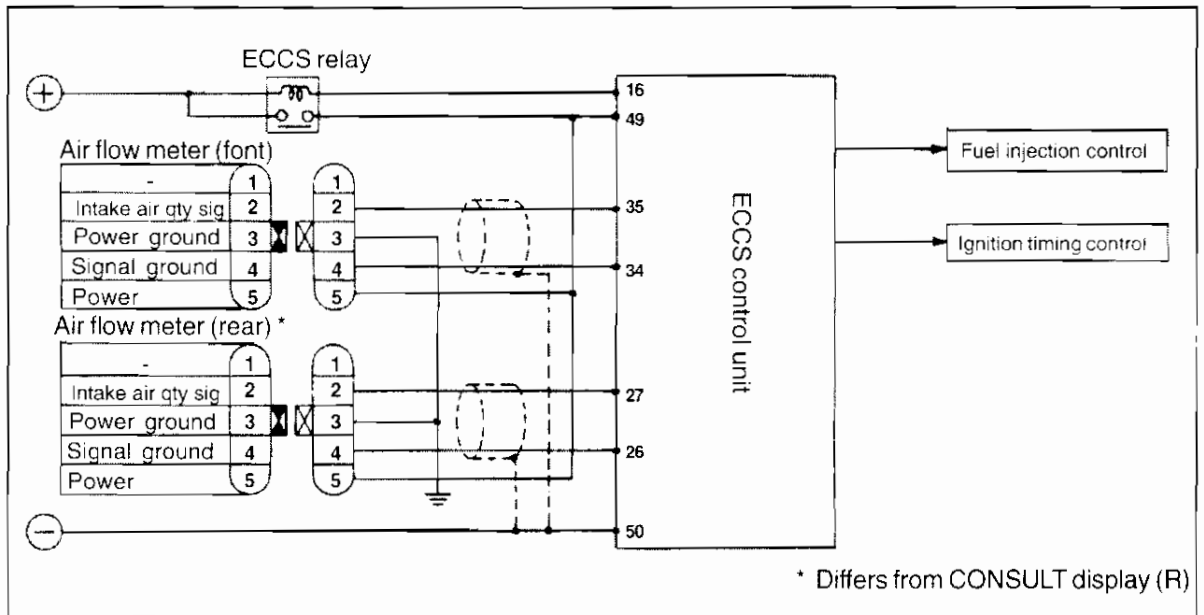 ECCS relay
+
16
49
Air flow meter (font)
- 1 1
Intake air qty sig 2 2 35
Power ground 3 3
Signal ground 4 4 34
Power 5 5
Air flow meter (rear) *
- 1 1
Intake air qty sig 2 2 27
Power ground 3 3
Signal ground 4 4 26
Power 5 5
−
50
ECCS control unit
Fuel injection control
Ignition timing control
* Differs from CONSULT display (R)